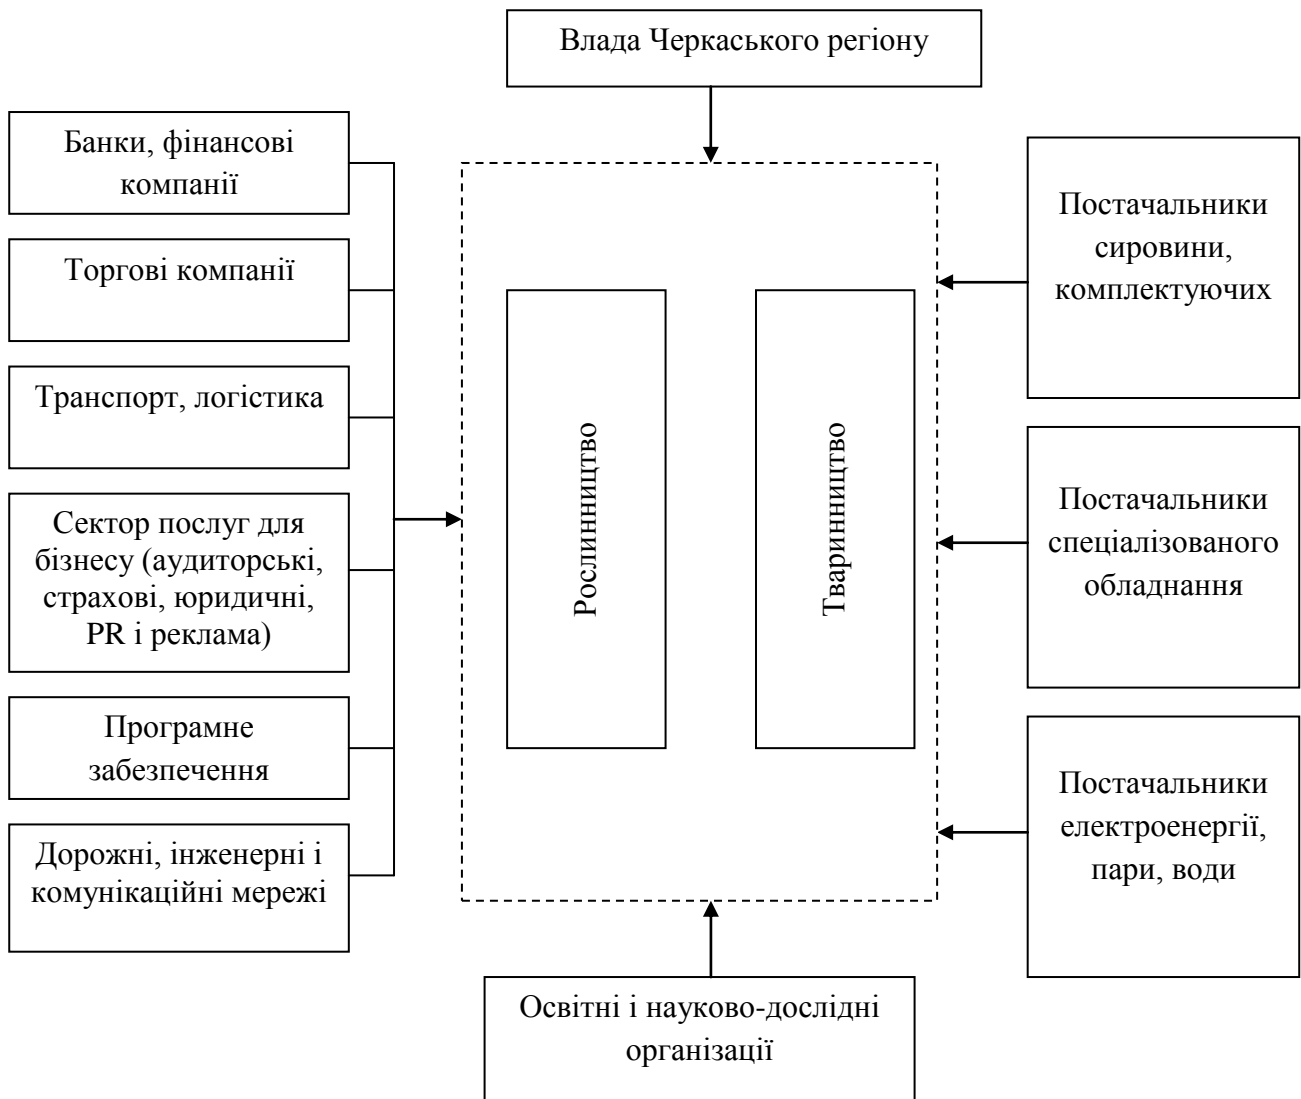 Влада Черкаського регіону
Банки, фінансові
компанії
Торгові компанії
Транспорт, логістика
Сектор послуг для
бізнесу (аудиторські,
страхові, юридичні,
PR і реклама)
Програмне
забезпечення
Дорожні, інженерні і
комунікаційні мережі
Рослинництво
Тваринництво
Постачальники
сировини,
комплектуючих
Постачальники
спеціалізованого
обладнання
Постачальники
електроенергії,
пари, води
Освітні і науково-дослідні
організації